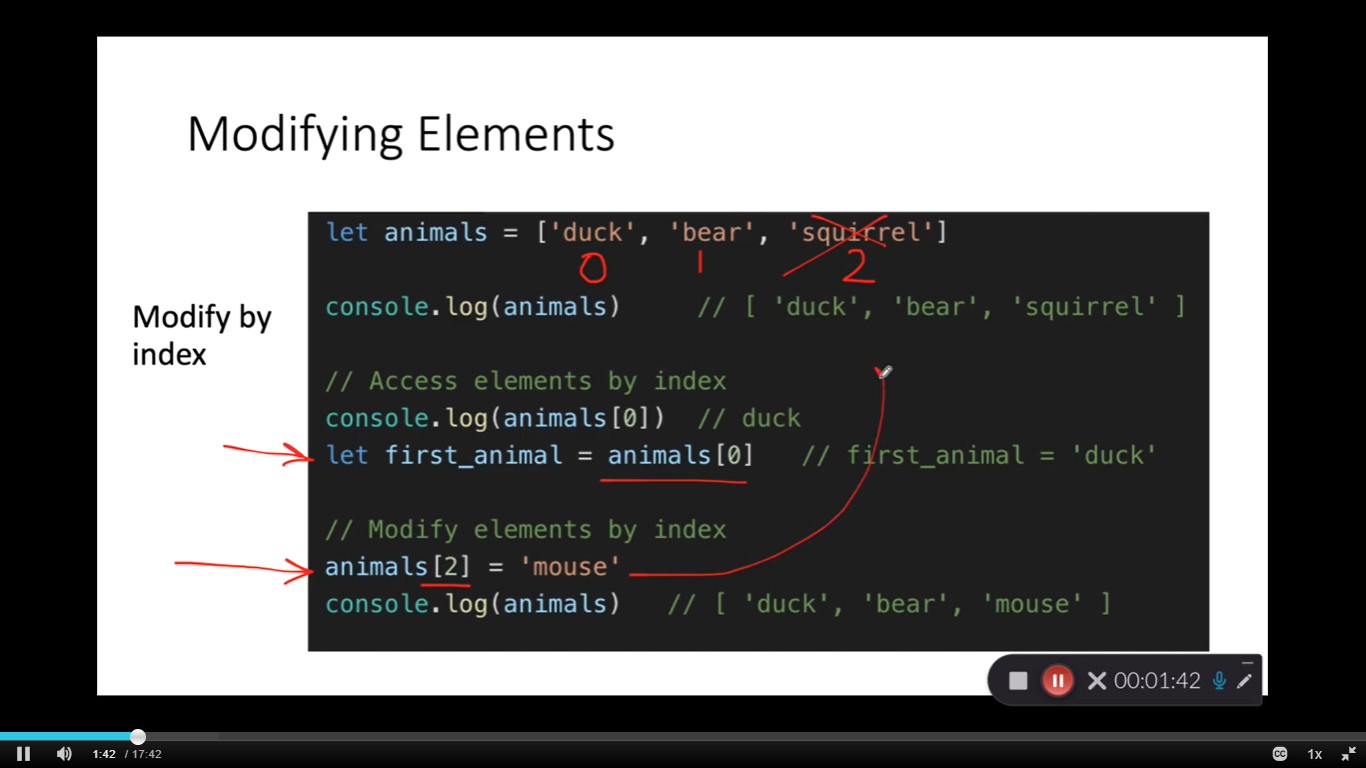 Modifying Elements
Modify by
index
let animals = ['duck', 'bear', 'squirrel']
0 1 2
console.log(animals) // [ 'duck', 'bear', 'squirrel' ]
// Access elements by index
console.log(animals[0]) // duck
let first_animal = animals[0] // first_animal = 'duck'
// Modify elements by index
animals[2] = 'mouse'
console.log(animals) // [ 'duck', 'bear', 'mouse' ]
00:01:42
1:42 / 17:42
CC
1x